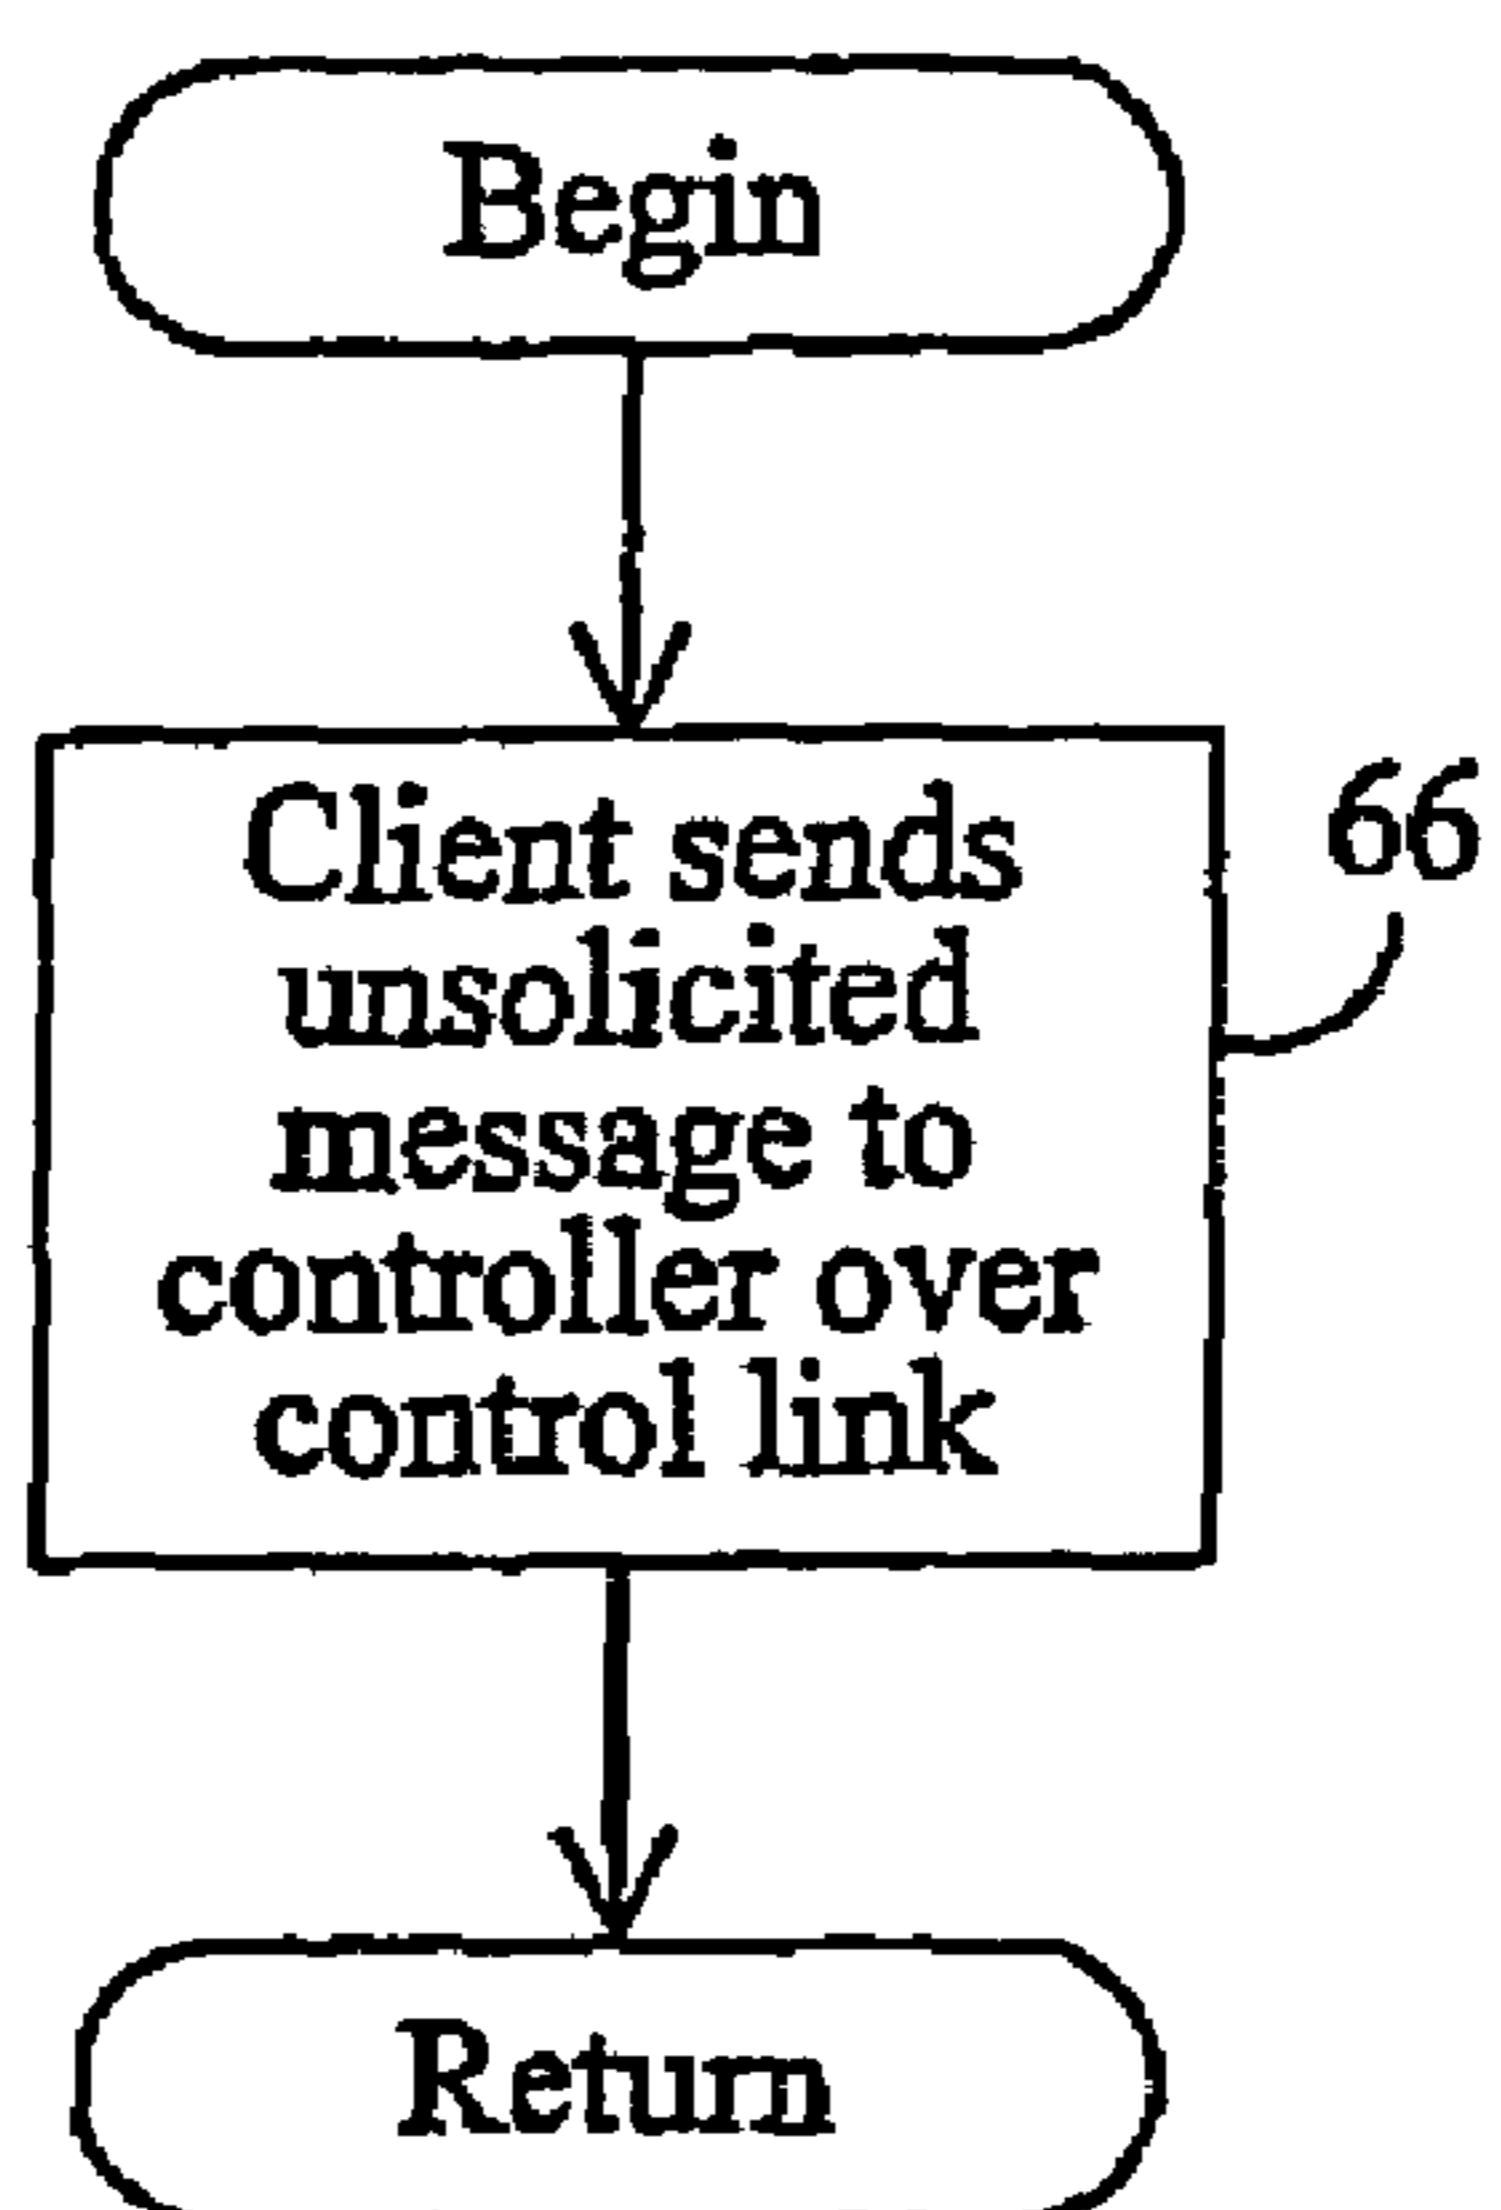 Begin
Client sends
66
unsolicited
message to
controller over
control link
Return